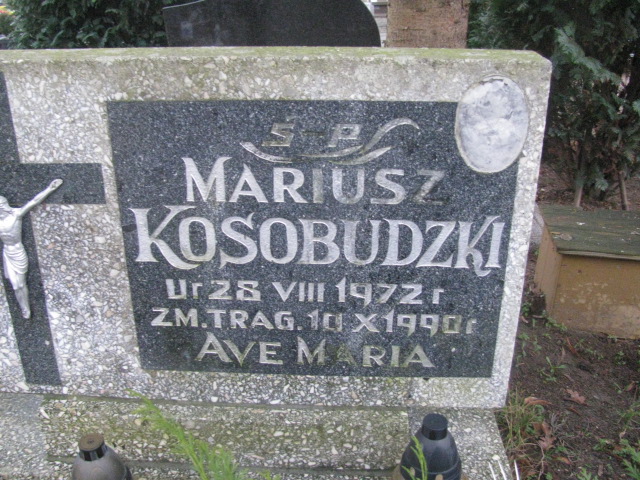 Ś P
MARIUSZ
KOSOBUDZKI
Ur 28 VIII 1972 r
ZM. TRAG. 10 X 1990 r
AVE MARIA